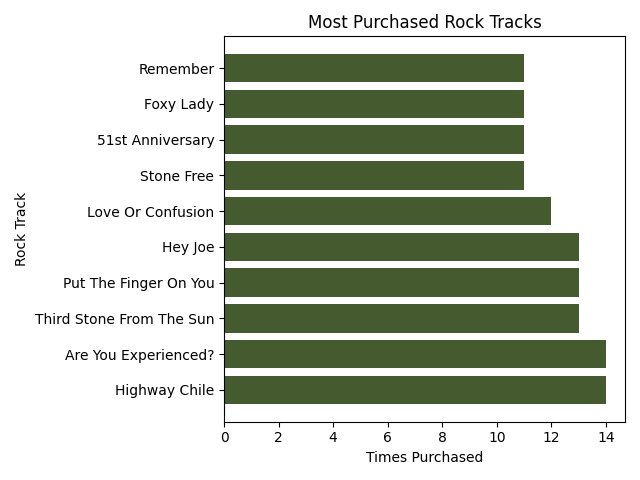 Most Purchased Rock Tracks
Rock Track
Remember
Foxy Lady
51st Anniversary
Stone Free
Love Or Confusion
Hey Joe
Put The Finger On You
Third Stone From The Sun
Are You Experienced?
Highway Chile
0 2 4 6 8 10 12 14
Times Purchased